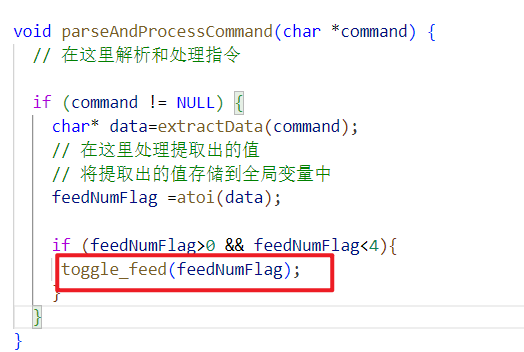 void parseAndProcessCommand(char *command) {
// 在这里解析和处理指令
if (command != NULL) {
char* data=extractData(command);
// 在这里处理提取出的值
// 将提取出的值存储到全局变量中
feedNumFlag =atoi(data);
if (feedNumFlag>0 && feedNumFlag<4){
toggle_feed(feedNumFlag);
}
}
}